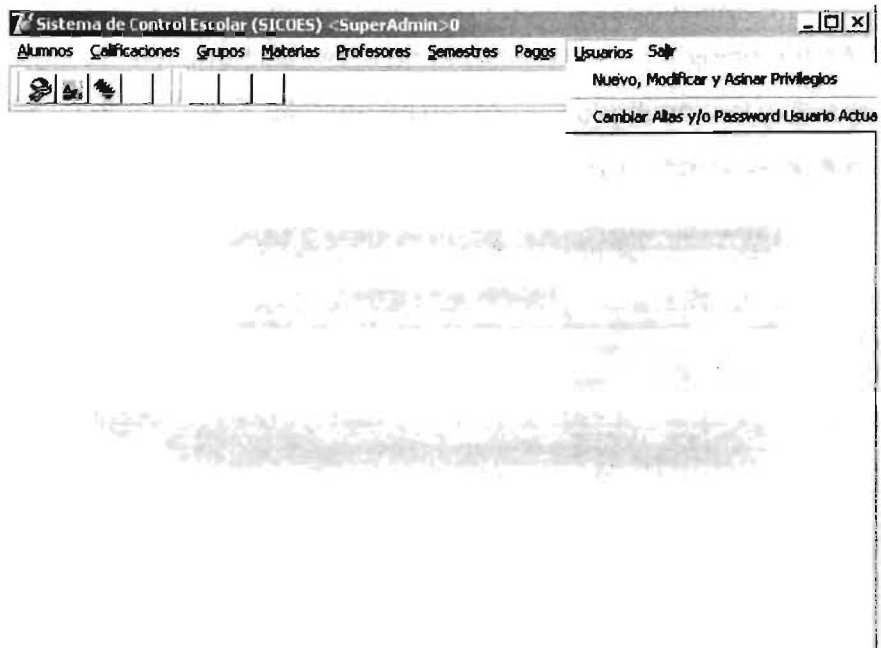 Sistema de Control Escolar (SICOES) <SuperAdmin>0
Alumnos Calificaciones Grupos Materias Profesores Semestres Pagos Usuarios Salir
Nuevo, Modificar y Asinar Privilegios
Cambiar Alias y/o Password Usuario Actua